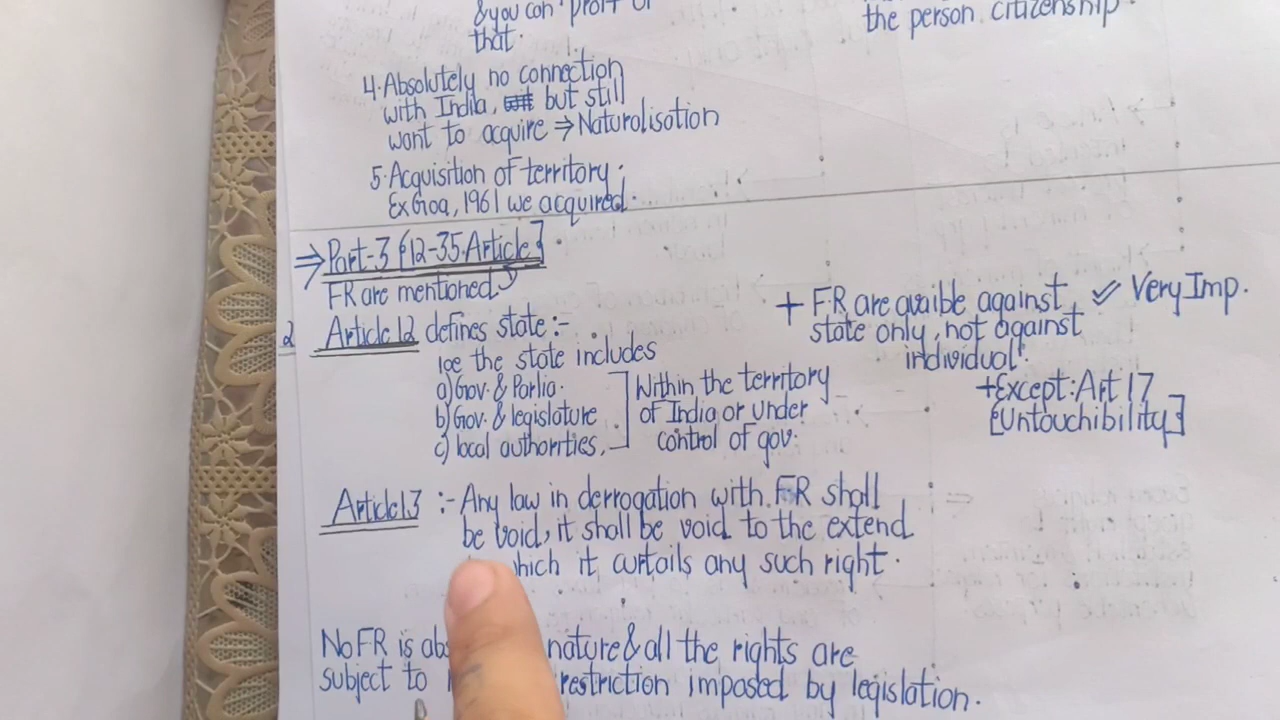 &you can profit of
that.
the person citizenship.
4. Absolutely no connection
with India, but still
want to acquire ⇒ Naturalisation
5. Acquisition of territory.
Ex Goa, 1961 we acquired.
⇒ Part-3 {12-35 Article}
FR are mentioned
2 Article 12 defines state :-
ige the state includes
a) Gov. & Parlia.
b) Gov. & legislature
c) local authorities.
Within the territory
of India or under
control of gov.
+ F.R are avaible against ✓ Very Imp.
state only, not against
individual.
+Except: Art 17
[Untouchibility]
Article 13 :- Any law in derrogation with FR shall
be void, it shall be void to the extend
which it curtails any such right.
No FR is nature & all the rights are
subject to restriction imposed by legislation.